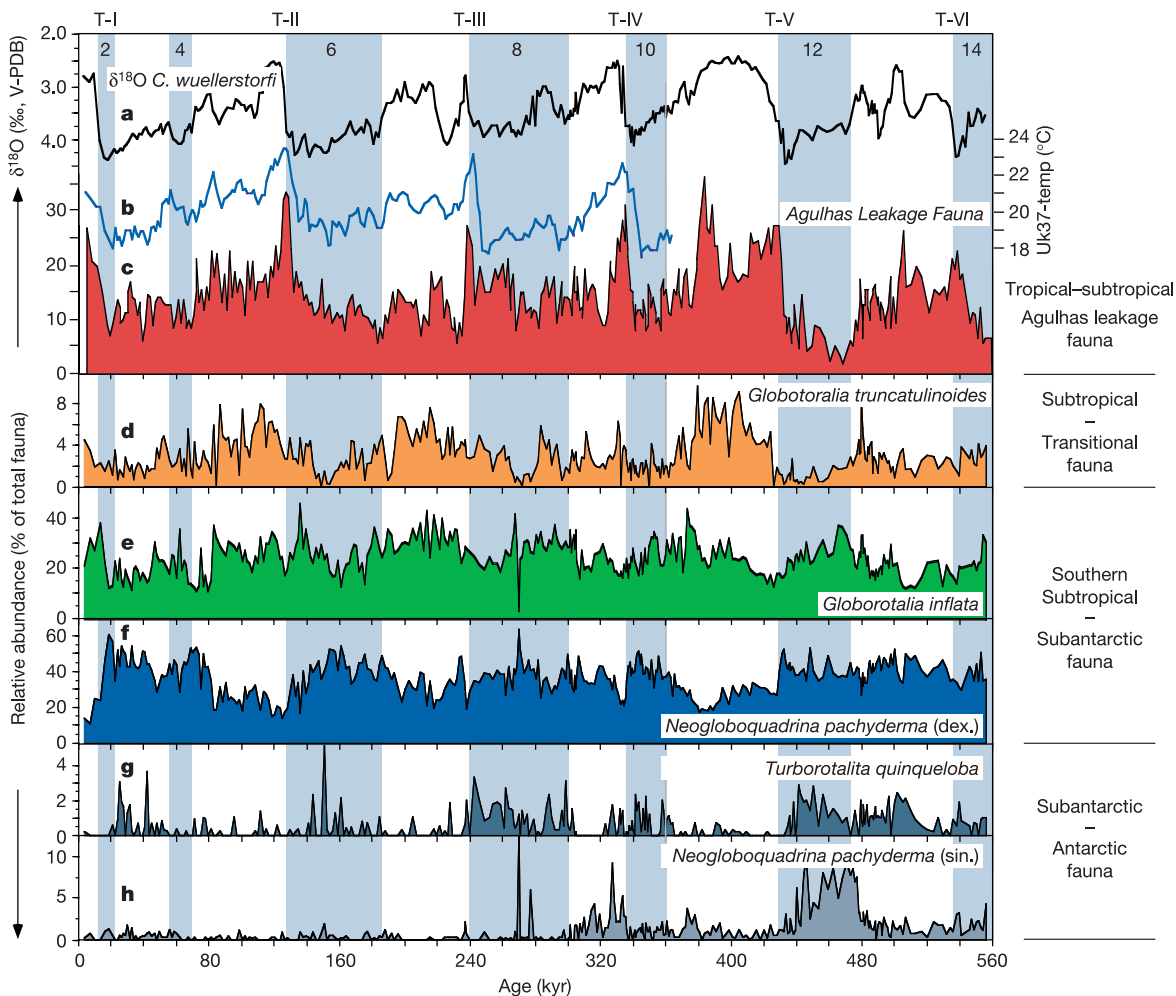 T-I T-II T-III T-IV T-V T-VI
2 4 6 8 10 12 14
2.0
3.0
4.0
δ18O (‰, V-PDB)
δ18O C. wuellerstorfi
a
24
22
20
18
Uk37-temp (°C)
b
Agulhas Leakage Fauna
30
20
10
0
c
Tropical–subtropical
Agulhas leakage
fauna
Relative abundance (% of total fauna)
Globotoralia truncatulinoides
8
4
0
d
Subtropical
–
Transitional
fauna
40
20
0
e
Globorotalia inflata
Southern
Subtropical
–
Subantarctic
fauna
60
40
20
0
f
Neogloboquadrina pachyderma (dex.)
4
2
0
g
Turborotalita quinqueloba
Subantarctic
–
Antarctic
fauna
10
5
0
h
Neogloboquadrina pachyderma (sin.)
0 80 160 240 320 400 480 560
Age (kyr)